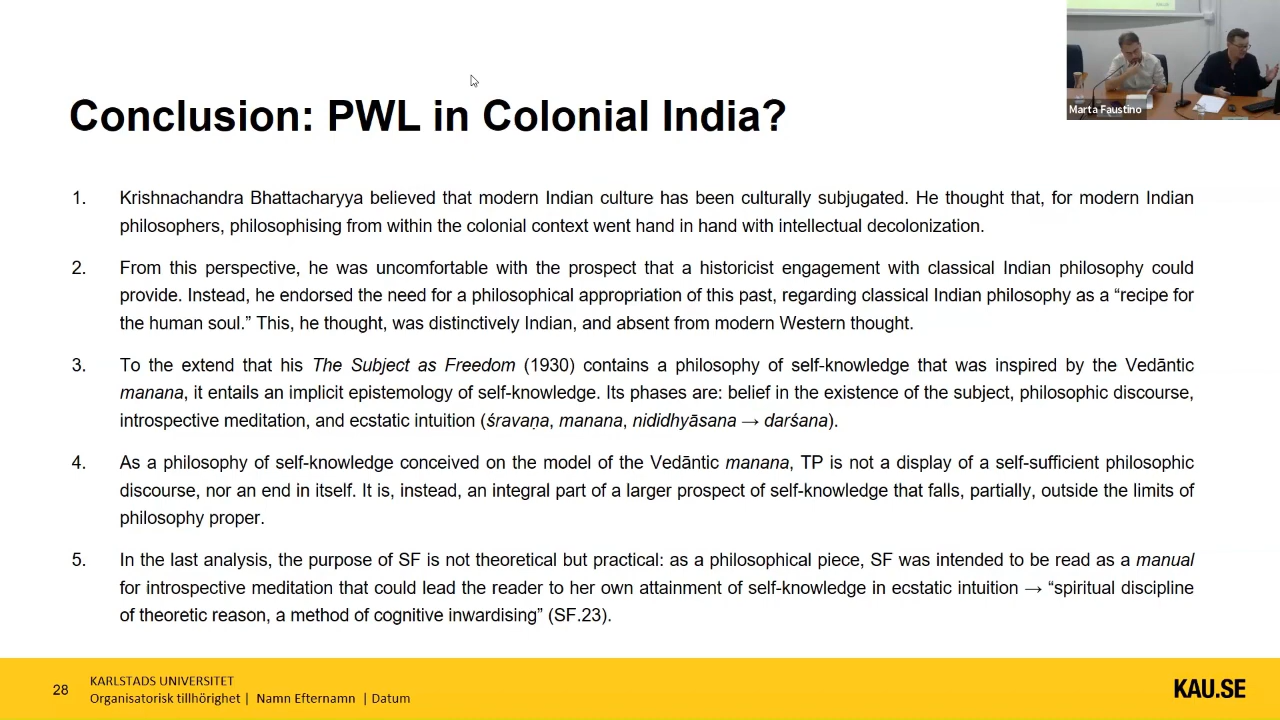 Conclusion: PWL in Colonial India?
Marta Faustino
1. Krishnachandra Bhattacharyya believed that modern Indian culture has been culturally subjugated. He thought that, for modern Indian
philosophers, philosophising from within the colonial context went hand in hand with intellectual decolonization.
2. From this perspective, he was uncomfortable with the prospect that a historicist engagement with classical Indian philosophy could
provide. Instead, he endorsed the need for a philosophical appropriation of this past, regarding classical Indian philosophy as a “recipe for
the human soul.” This, he thought, was distinctively Indian, and absent from modern Western thought.
3. To the extend that his The Subject as Freedom (1930) contains a philosophy of self-knowledge that was inspired by the Vedāntic
manana, it entails an implicit epistemology of self-knowledge. Its phases are: belief in the existence of the subject, philosophic discourse,
introspective meditation, and ecstatic intuition (śravaṇa, manana, nididhyāsana → darśana).
4. As a philosophy of self-knowledge conceived on the model of the Vedāntic manana, TP is not a display of a self-sufficient philosophic
discourse, nor an end in itself. It is, instead, an integral part of a larger prospect of self-knowledge that falls, partially, outside the limits of
philosophy proper.
5. In the last analysis, the purpose of SF is not theoretical but practical: as a philosophical piece, SF was intended to be read as a manual
for introspective meditation that could lead the reader to her own attainment of self-knowledge in ecstatic intuition → “spiritual discipline
of theoretic reason, a method of cognitive inwardising” (SF.23).
28
KARLSTADS UNIVERSITET
Organisatorisk tillhörighet | Namn Efternamn | Datum
KAU.SE